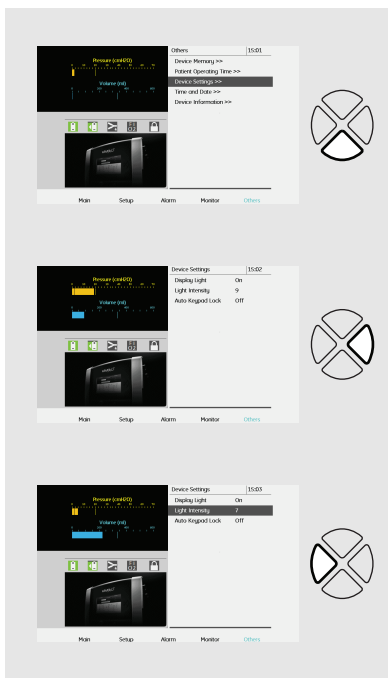 Others 15:01
Pressure (cmH2O)
Device Memory >>
Patient Operating Time >>
Device Settings >>
Volume (ml)
Time and Date >>
Device Information >>
Main Setup Alarm Monitor Others
Device Settings 15:02
Pressure (cmH2O)
Display Light On
Light Intensity 9
Volume (ml)
Auto Keypad Lock Off
Main Setup Alarm Monitor Others
Device Settings 15:03
Pressure (cmH2O)
Display Light On
Light Intensity 7
Volume (ml)
Auto Keypad Lock Off
Main Setup Alarm Monitor Others